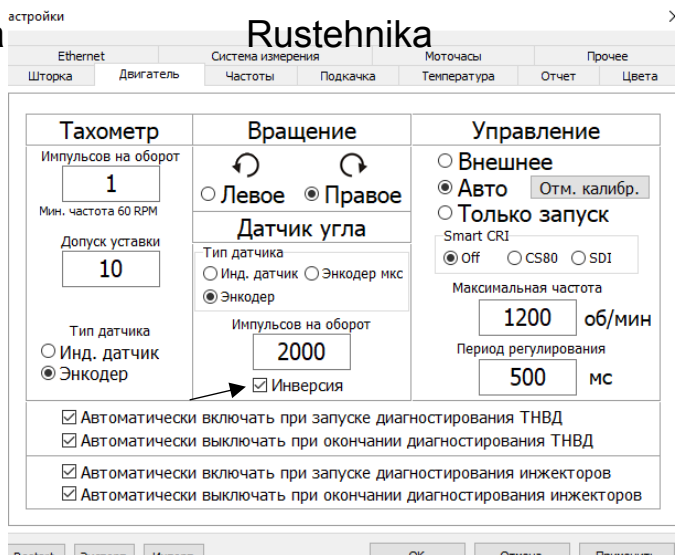 астройки
Rustehnika
Ethernet Система измерения Моточасы Прочее
Шторка Двигатель Частоты Подкачка Температура Отчет Цвета
Тахометр
Импульсов на оборот
1
Мин. частота 60 RPM
Допуск уставки
10
Тип датчика
Инд. датчик
Энкодер
Вращение
Левое Правое
Датчик угла
Тип датчика
Инд. датчик Энкодер мкс
Энкодер
Импульсов на оборот
2000
Инверсия
Управление
Внешнее
Авто Отм. калибр.
Только запуск
Smart CRI
Off CS80 SDI
Максимальная частота
1200 об/мин
Период регулирования
500 мс
Автоматически включать при запуске диагностирования ТНВД
Автоматически выключать при окончании диагностирования ТНВД
Автоматически включать при запуске диагностирования инжекторов
Автоматически выключать при окончании диагностирования инжекторов